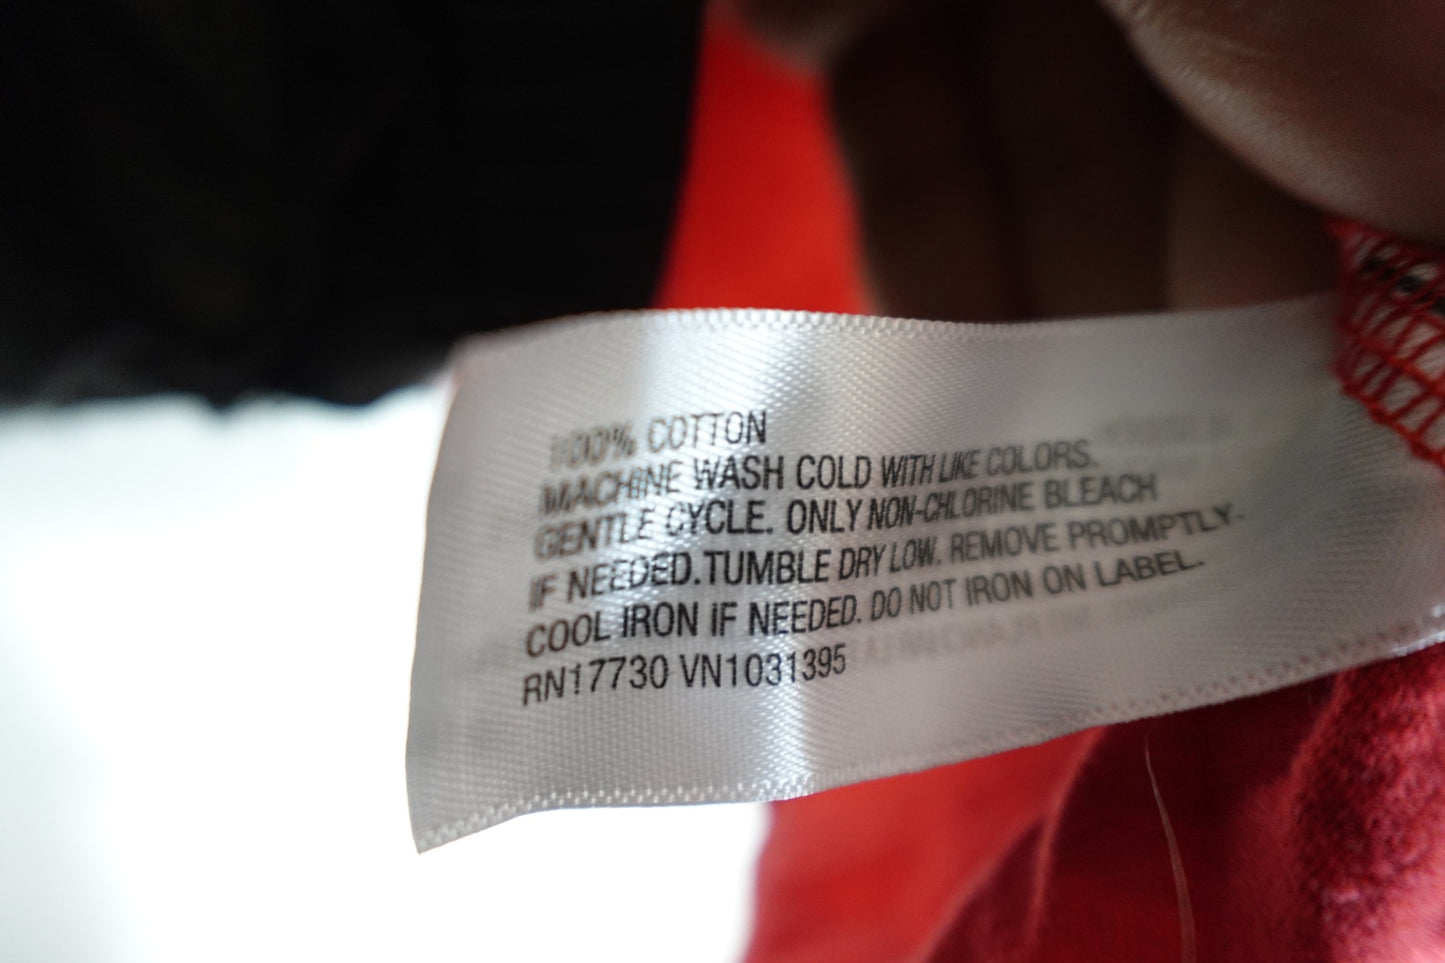 100% COTTON
MACHINE WASH COLD WITH LIKE COLORS.
GENTLE CYCLE. ONLY NON-CHLORINE BLEACH
IF NEEDED.TUMBLE DRY LOW. REMOVE PROMPTLY.
COOL IRON IF NEEDED. DO NOT IRON ON LABEL.
RN17730 VN1031395